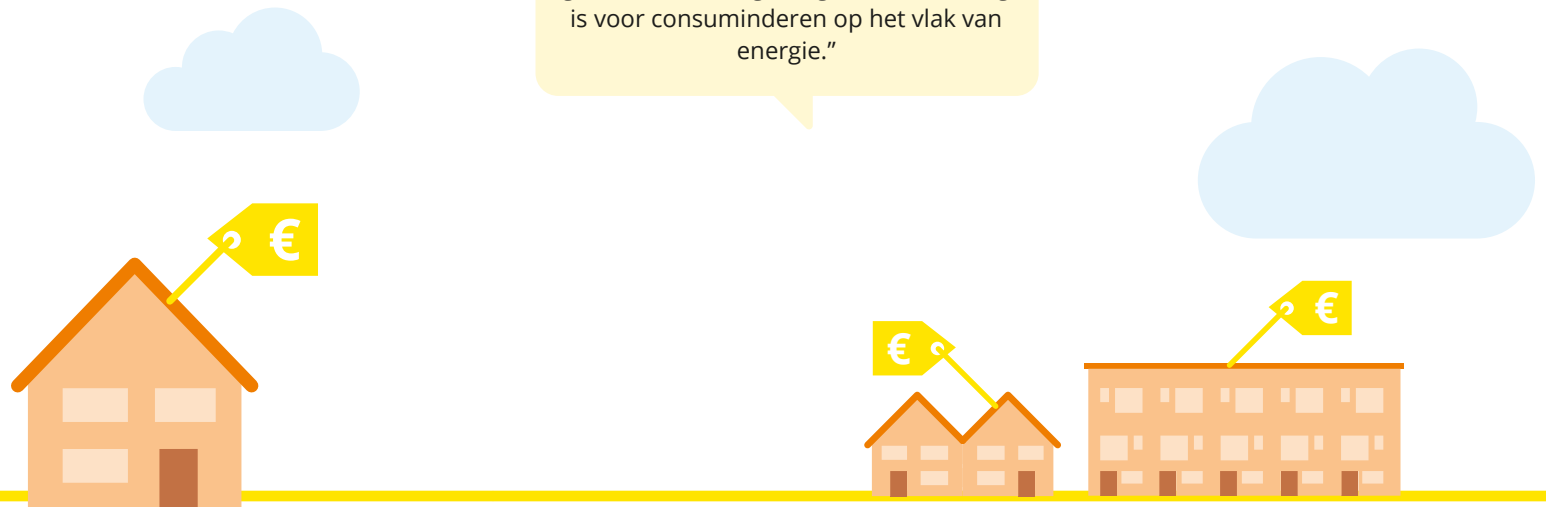 is voor consuminderen op het vlak van
energie.”
€
€
€